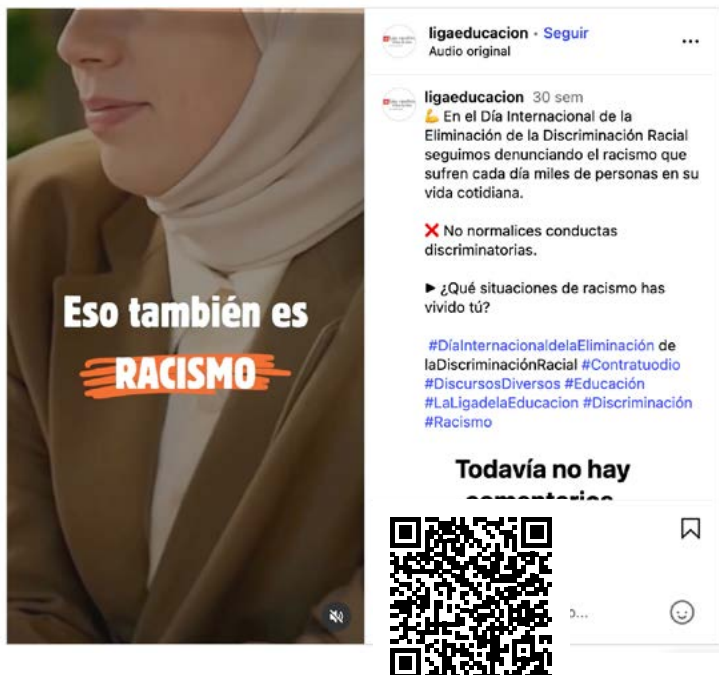 Eso también es
RACISMO
ligaeducacion • Seguir
Audio original
ligaeducacion 30 sem
💪 En el Día Internacional de la
Eliminación de la Discriminación Racial
seguimos denunciando el racismo que
sufren cada día miles de personas en su
vida cotidiana.
❌ No normalices conductas
discriminatorias.
► ¿Qué situaciones de racismo has
vivido tú?
#DíaInternacionaldelaEliminación de
laDiscriminaciónRacial #Contratuodio
#DiscursosDiversos #Educación
#LaLigadelaEducacion #Discriminación
#Racismo
Todavía no hay
comentarios